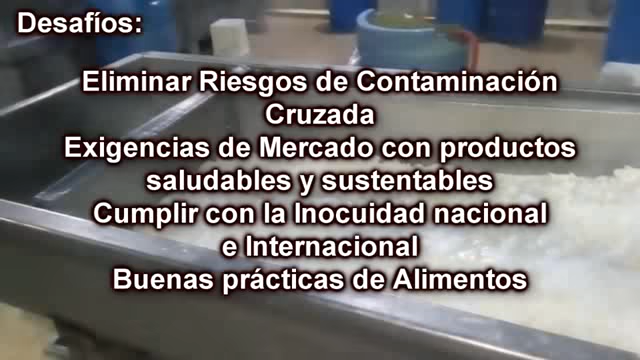 Desafíos:
Eliminar Riesgos de Contaminación
Cruzada
Exigencias de Mercado con productos
saludables y sustentables
Cumplir con la Inocuidad nacional
e Internacional
Buenas prácticas de Alimentos